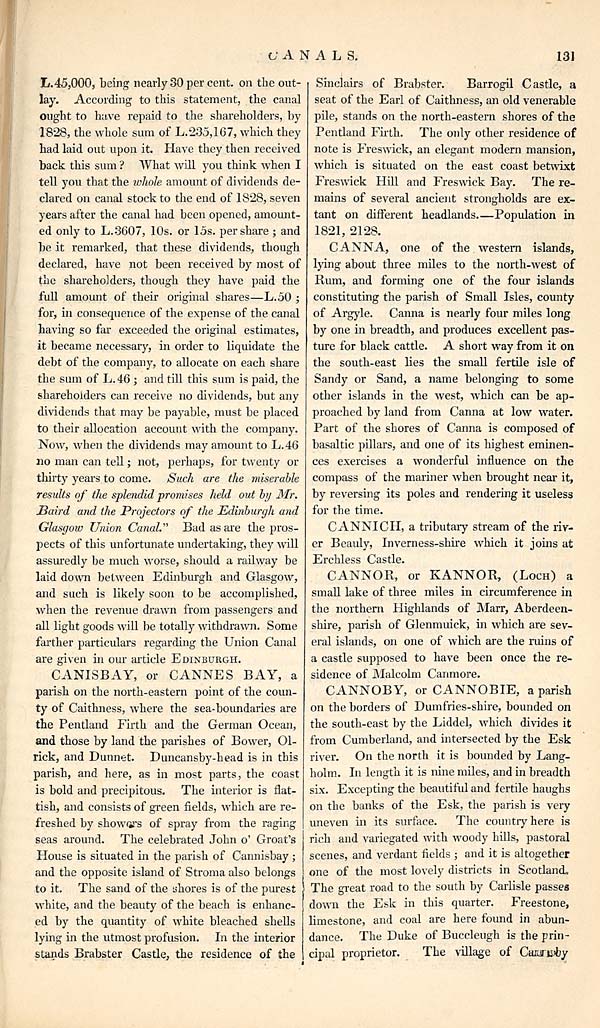 CANALS.
131
L.45,000, being nearly 30 per cent. on the out-
lay. According to this statement, the canal
ought to have repaid to the shareholders, by
1828, the whole sum of L.235,167, which they
had laid out upon it. Have they then received
back this sum? What will you think when I
tell you that the whole amount of dividends de-
clared on canal stock to the end of 1828, seven
years after the canal had been opened, amount-
ed only to L.3607, 10s. or 15s. per share; and
be it remarked, that these dividends, though
declared, have not been received by most of
the shareholders, though they have paid the
full amount of their original shares—L.50;
for, in consequence of the expense of the canal
having so far exceeded the original estimates,
it became necessary, in order to liquidate the
debt of the company, to allocate on each share
the sum of L.46; and till this sum is paid, the
shareholders can receive no dividends, but any
dividends that may be payable, must be placed
to their allocation account with the company.
Now, when the dividends may amount to L.46
no man can tell; not, perhaps, for twenty or
thirty years to come. Such are the miserable
results of the splendid promises held out by Mr.
Baird and the Projectors of the Edinburgh and
Glasgow Union Canal." Bad as are the pros-
pects of this unfortunate undertaking, they will
assuredly be much worse, should a railway be
laid down between Edinburgh and Glasgow,
and such is likely soon to be accomplished,
when the revenue drawn from passengers and
all light goods will be totally withdrawn. Some
farther particulars regarding the Union Canal
are given in our article EDINBURGH.
CANISBAY, or CANNES BAY, a
parish on the north-eastern point of the coun-
ty of Caithness, where the sea-boundaries are
the Pentland Firth and the German Ocean,
and those by land the parishes of Bower, Ol-
rick, and Dunnet. Duncansby-head is in this
parish, and here, as in most parts, the coast
is bold and precipitous. The interior is flat-
tish, and consists of green fields, which are re-
freshed by showers of spray from the raging
seas around. The celebrated John o' Groat's
House is situated in the parish of Cannisbay;
and the opposite island of Stroma also belongs
to it. The sand of the shores is of the purest
white, and the beauty of the beach is enhanc-
ed by the quantity of white bleached shells
lying in the utmost profusion. In the interior
stands Brabster Castle, the residence of the
Sinclairs of Brabster. Barrogil Castle, a
seat of the Earl of Caithness, an old venerable
pile, stands on the north-eastern shores of the
Pentland Firth. The only other residence of
note is Freswick, an elegant modern mansion,
which is situated on the east coast betwixt
Freswick Hill and Freswick Bay. The re-
mains of several ancient strongholds are ex-
tant on different headlands.—Population in
1821, 2128.
CANNA, one of the western islands,
lying about three miles to the north-west of
Rum, and forming one of the four islands
constituting the parish of Small Isles, county
of Argyle. Canna is nearly four miles long
by one in breadth, and produces excellent pas-
ture for black cattle. A short way from it on
the south-east lies the small fertile isle of
Sandy or Sand, a name belonging to some
other islands in the west, which can be ap-
proached by land from Canna at low water.
Part of the shores of Canna is composed of
basaltic pillars, and one of its highest eminen-
ces exercises a wonderful influence on the
compass of the mariner when brought near it,
by reversing its poles and rendering it useless
for the time.
CANNICH, a tributary stream of the riv-
er Beauly, Inverness-shire which it joins at
Erchless Castle.
CANNOR, or KANNOR, (LOCH) a
small lake of three miles in circumference in
the northern Highlands of Marr, Aberdeen-
shire, parish of Glenmuick, in which are sev-
eral islands, on one of which are the ruins of
a castle supposed to have been once the re-
sidence of Malcolm Canmore.
CANNOBY, or CANNOBIE, a parish
on the borders of Dumfries-shire, bounded on
the south-east by the Liddel, which divides it
from Cumberland, and intersected by the Esk
river. On the north it is bounded by Lang-
holm. In length it is nine miles, and in breadth
six. Excepting the beautiful and fertile haughs
on the banks of the Esk, the parish is very
uneven in its surface. The country here is
rich and variegated with woody hills, pastoral
scenes, and verdant fields; and it is altogether
one of the most lovely districts in Scotland.
The great road to the south by Carlisle passes
down the Esk in this quarter. Freestone,
limestone, and coal are here found in abun-
dance. The Duke of Buccleugh is the prin-
cipal proprietor. The village of